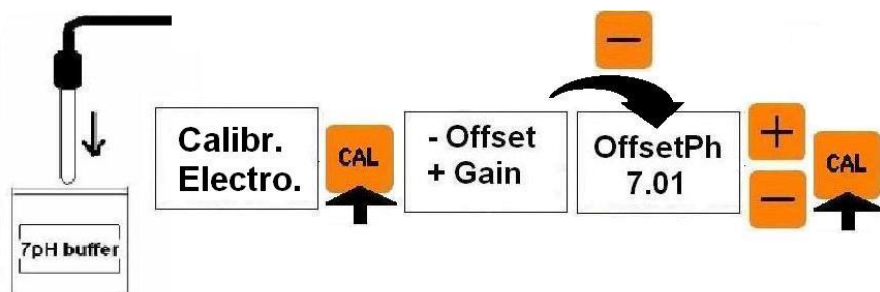 7pH buffer
Calibr.
Electro.
CAL
- Offset
+ Gain
−
OffsetPh
7.01
+
−
CAL